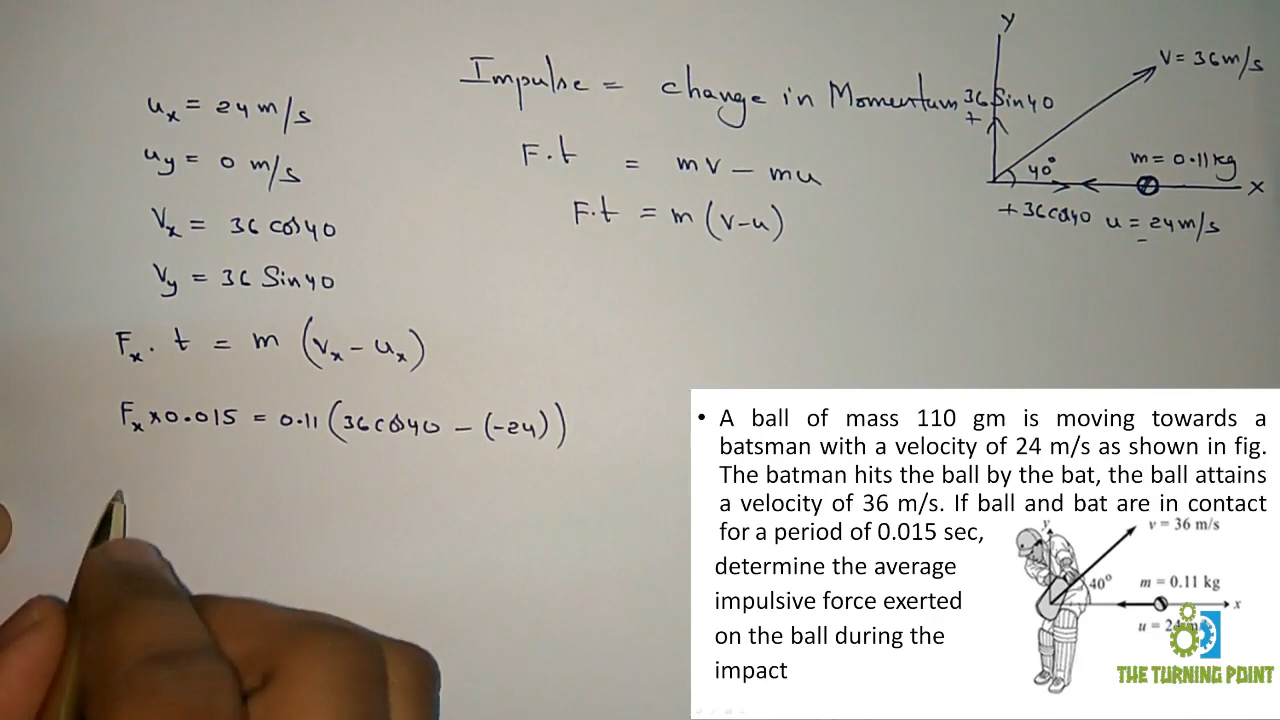 Impulse = change in Momentum
F.t = mv - mu
F.t = m (v-u)
ux = 24 m/s
uy = 0 m/s
Vx = 36 cos40
Vy = 36 Sin40
Fx. t = m (Vx - ux)
Fx × 0.015 = 0.11 (36cos40 - (-24))
Y
V = 36m/s
36Sin40
+
40°
m = 0.11kg
X
+36cos40
u = 24m/s
-
• A ball of mass 110 gm is moving towards a
batsman with a velocity of 24 m/s as shown in fig.
The batman hits the ball by the bat, the ball attains
a velocity of 36 m/s. If ball and bat are in contact
for a period of 0.015 sec,
determine the average
impulsive force exerted
on the ball during the
impact
y
v = 36 m/s
40°
m = 0.11 kg
x
u = 24 m
THE TURNING POINT